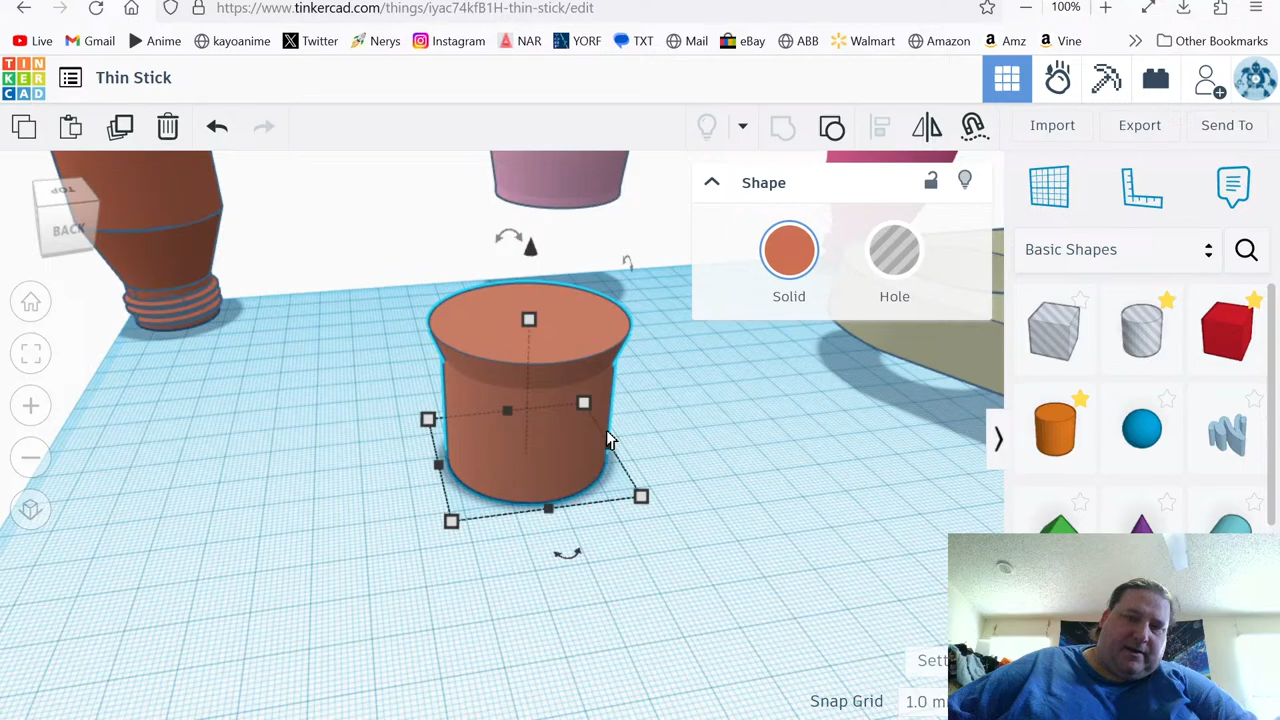 https://www.tinkercad.com/things/iyac74kfB1H-thin-stick/edit
100%
Live
Gmail
Anime
kayoanime
Twitter
Nerys
Instagram
NAR
YORF
TXT
Mail
eBay
ABB
Walmart
Amazon
Amz
Vine
Other Bookmarks
TIN
KER
CAD
Thin Stick
Import
Export
Send To
TOP
BACK
Shape
Solid
Hole
Basic Shapes
Snap Grid
1.0